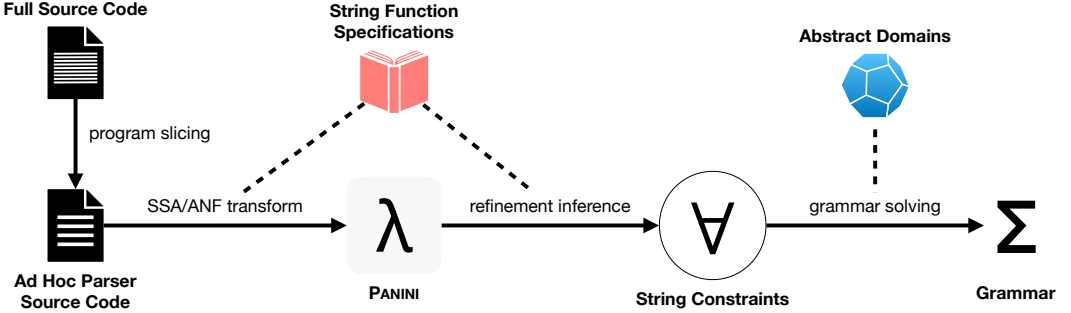 Full Source Code
String Function
Specifications
Abstract Domains
program slicing
SSA/ANF transform
λ
refinement inference
∀
grammar solving
Σ
Ad Hoc Parser
Source Code
PANINI
String Constraints
Grammar